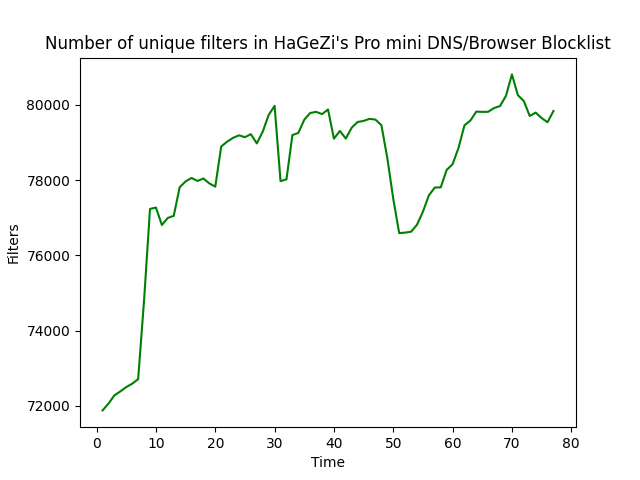 Number of unique filters in HaGeZi's Pro mini DNS/Browser Blocklist
80000
78000
76000
74000
72000
Filters
0 10 20 30 40 50 60 70 80
Time